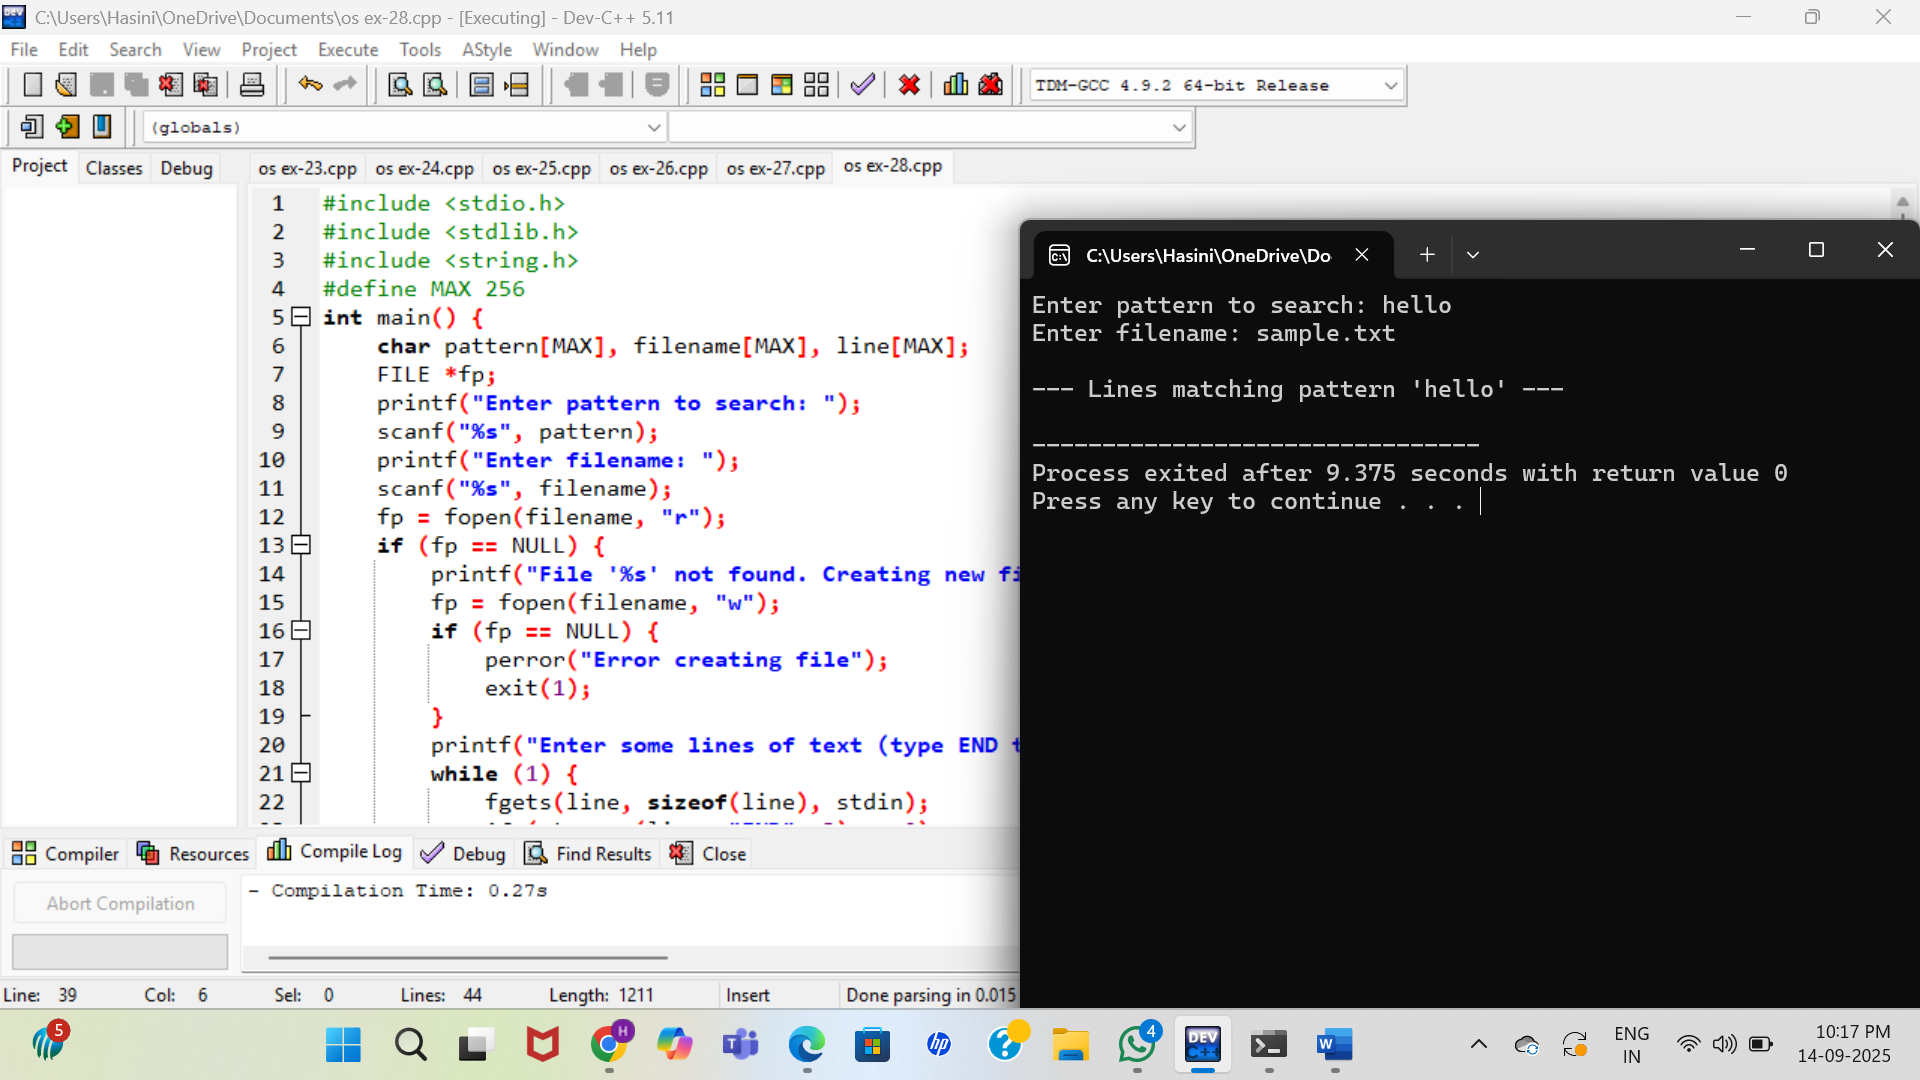 C:\Users\Hasini\OneDrive\Documents\os ex-28.cpp - [Executing] - Dev-C++ 5.11
File Edit Search View Project Execute Tools AStyle Window Help
TDM-GCC 4.9.2 64-bit Release
(globals)
Project Classes Debug
os ex-23.cpp os ex-24.cpp os ex-25.cpp os ex-26.cpp os ex-27.cpp os ex-28.cpp
1 #include <stdio.h>
2 #include <stdlib.h>
3 #include <string.h>
4 #define MAX 256
5 int main() {
6 char pattern[MAX], filename[MAX], line[MAX];
7 FILE *fp;
8 printf("Enter pattern to search: ");
9 scanf("%s", pattern);
10 printf("Enter filename: ");
11 scanf("%s", filename);
12 fp = fopen(filename, "r");
13 if (fp == NULL) {
14 printf("File '%s' not found. Creating new fi
15 fp = fopen(filename, "w");
16 if (fp == NULL) {
17 perror("Error creating file");
18 exit(1);
19 }
20 printf("Enter some lines of text (type END t
21 while (1) {
22 fgets(line, sizeof(line), stdin);
C:\Users\Hasini\OneDrive\Do
Enter pattern to search: hello
Enter filename: sample.txt
--- Lines matching pattern 'hello' ---
--------------------------------
Process exited after 9.375 seconds with return value 0
Press any key to continue . . .
Compiler Resources Compile Log Debug Find Results Close
Abort Compilation
- Compilation Time: 0.27s
Line: 39 Col: 6 Sel: 0 Lines: 44 Length: 1211 Insert Done parsing in 0.015
5
H
hp
?
4
DEV C++
W
ENG
IN
10:17 PM
14-09-2025